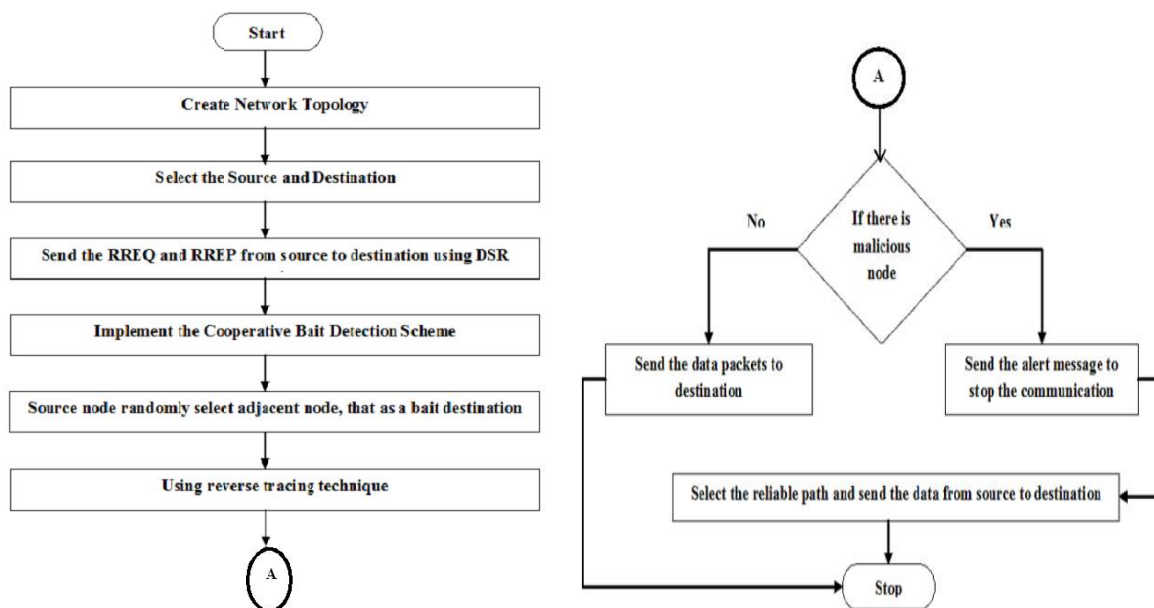 Start
Create Network Topology
Select the Source and Destination
Send the RREQ and RREP from source to destination using DSR
.
Implement the Cooperative Bait Detection Scheme
Source node randomly select adjacent node, that as a bait destination
Using reverse tracing technique
A
A
If there is
malicious
node
No
Yes
Send the data packets to
destination
Send the alert message to
stop the communication
Select the reliable path and send the data from source to destination
Stop